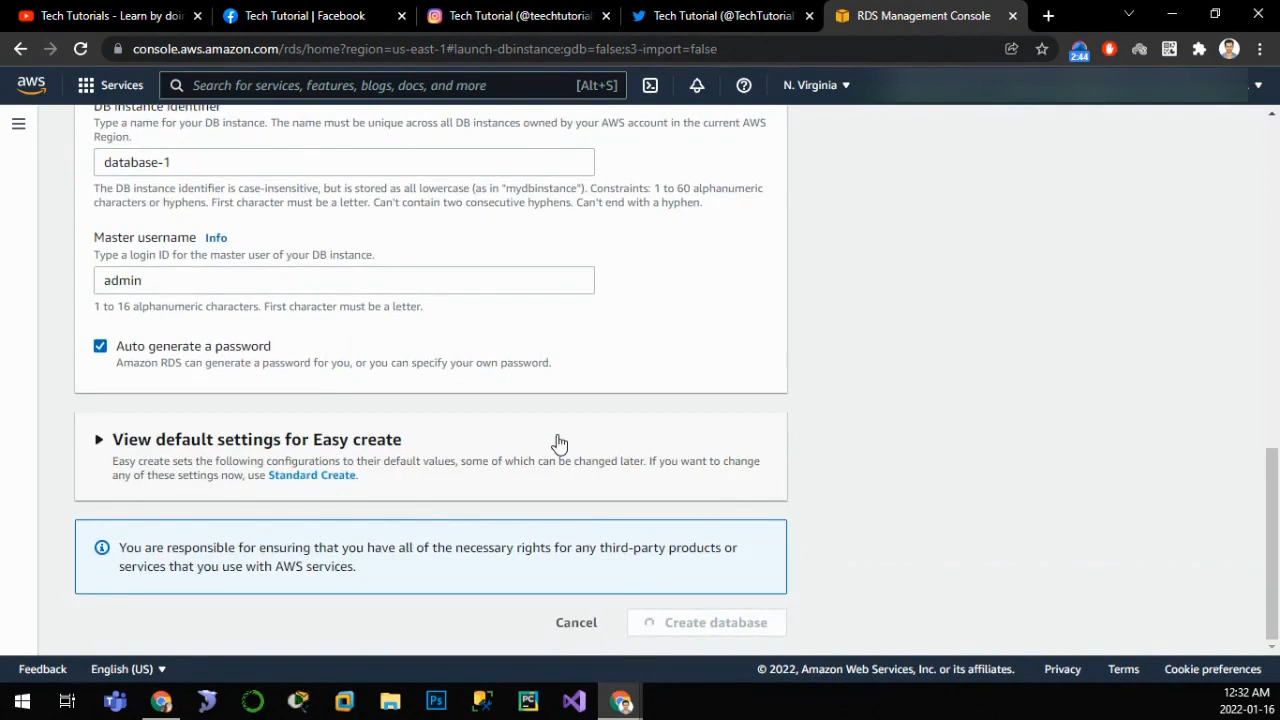 Tech Tutorials - Learn by doin
Tech Tutorial | Facebook
Tech Tutorial (@teechtutorial
Tech Tutorial (@TechTutorial
RDS Management Console
console.aws.amazon.com/rds/home?region=us-east-1#launch-dbinstance:gdb=false;s3-import=false
2:44
aws
Services
Search for services, features, blogs, docs, and more
[Alt+S]
N. Virginia
DB instance identifier
Type a name for your DB instance. The name must be unique across all DB instances owned by your AWS account in the current AWS
Region.
database-1
The DB instance identifier is case-insensitive, but is stored as all lowercase (as in "mydbinstance"). Constraints: 1 to 60 alphanumeric
characters or hyphens. First character must be a letter. Can't contain two consecutive hyphens. Can't end with a hyphen.
Master username Info
Type a login ID for the master user of your DB instance.
admin
1 to 16 alphanumeric characters. First character must be a letter.
Auto generate a password
Amazon RDS can generate a password for you, or you can specify your own password.
View default settings for Easy create
Easy create sets the following configurations to their default values, some of which can be changed later. If you want to change
any of these settings now, use Standard Create.
You are responsible for ensuring that you have all of the necessary rights for any third-party products or
services that you use with AWS services.
Cancel
Create database
Feedback
English (US)
© 2022, Amazon Web Services, Inc. or its affiliates.
Privacy
Terms
Cookie preferences
Ps
PC
12:32 AM
2022-01-16